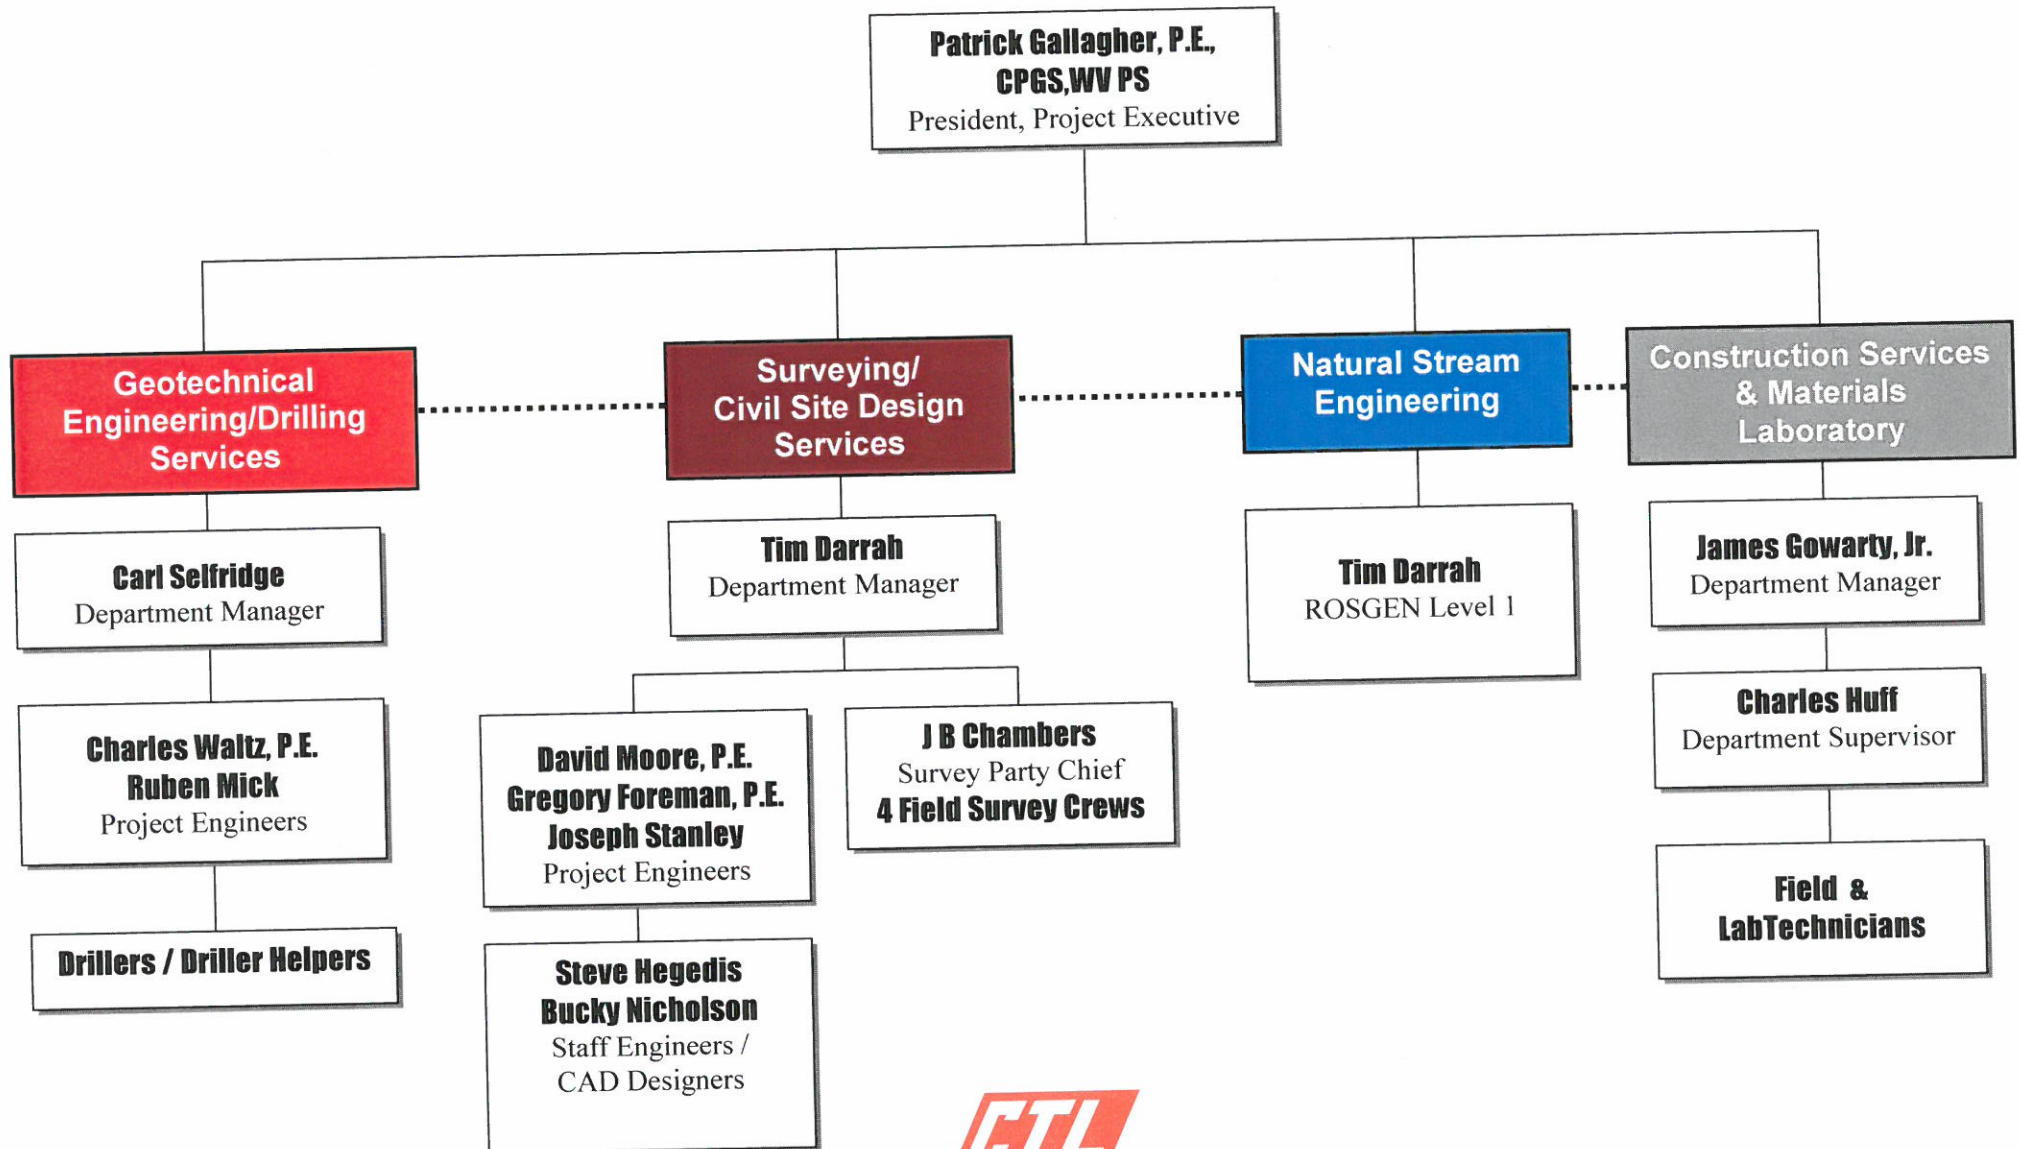 Patrick Gallagher, P.E.,
CPGS,WV PS
President, Project Executive
Geotechnical
Engineering/Drilling
Services
Surveying/
Civil Site Design
Services
Natural Stream
Engineering
Construction Services
& Materials
Laboratory
Carl Selfridge
Department Manager
Charles Waltz, P.E.
Ruben Mick
Project Engineers
Drillers / Driller Helpers
Tim Darrah
Department Manager
David Moore, P.E.
Gregory Foreman, P.E.
Joseph Stanley
Project Engineers
Steve Hegedis
Bucky Nicholson
Staff Engineers /
CAD Designers
J B Chambers
Survey Party Chief
4 Field Survey Crews
Tim Darrah
ROSGEN Level 1
James Gowarty, Jr.
Department Manager
Charles Huff
Department Supervisor
Field &
LabTechnicians
CTL